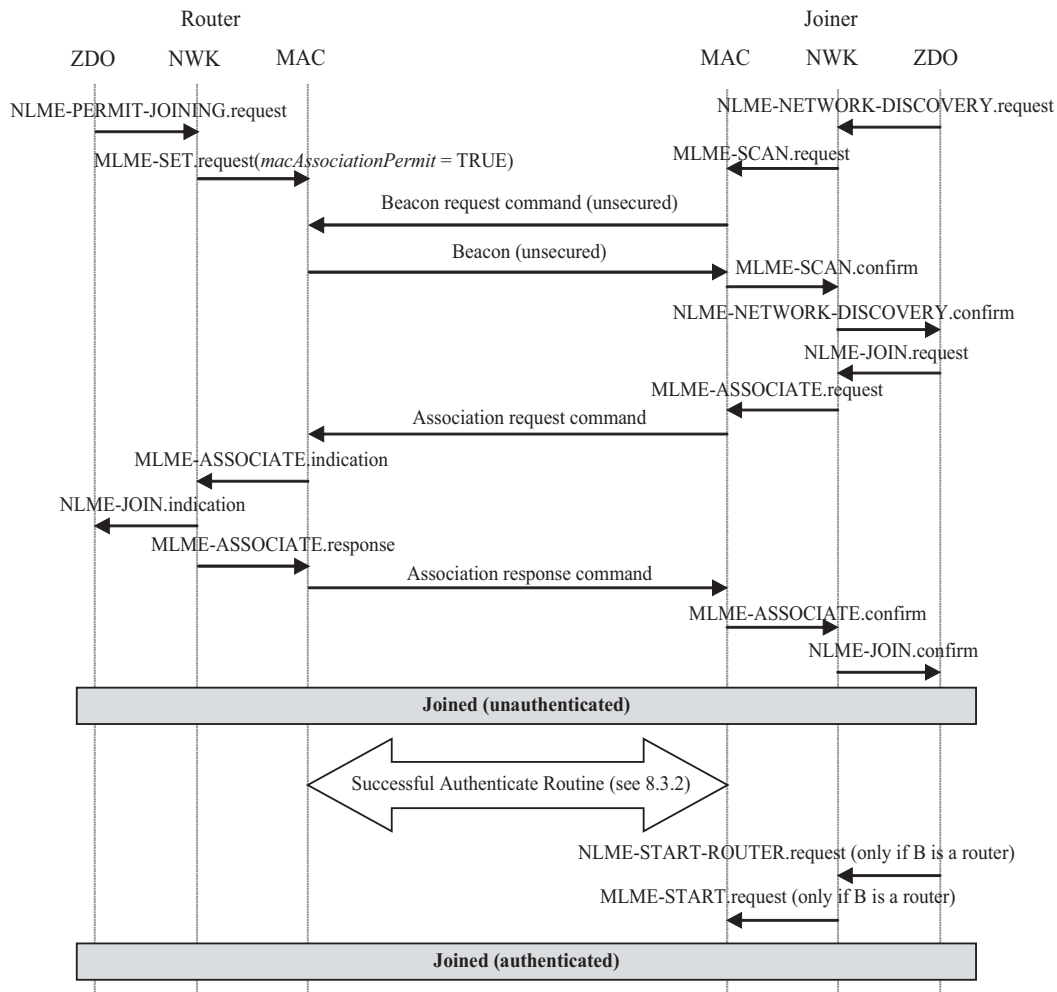 Router Joiner
ZDO NWK MAC MAC NWK ZDO
NLME-PERMIT-JOINING.request NLME-NETWORK-DISCOVERY.request
MLME-SET.request(macAssociationPermit = TRUE) MLME-SCAN.request
Beacon request command (unsecured)
Beacon (unsecured)
MLME-SCAN.confirm
NLME-NETWORK-DISCOVERY.confirm
NLME-JOIN.request
MLME-ASSOCIATE.request
Association request command
MLME-ASSOCIATE.indication
NLME-JOIN.indication
MLME-ASSOCIATE.response
Association response command
MLME-ASSOCIATE.confirm
NLME-JOIN.confirm
Joined (unauthenticated)
Successful Authenticate Routine (see 8.3.2)
NLME-START-ROUTER.request (only if B is a router)
MLME-START.request (only if B is a router)
Joined (authenticated)